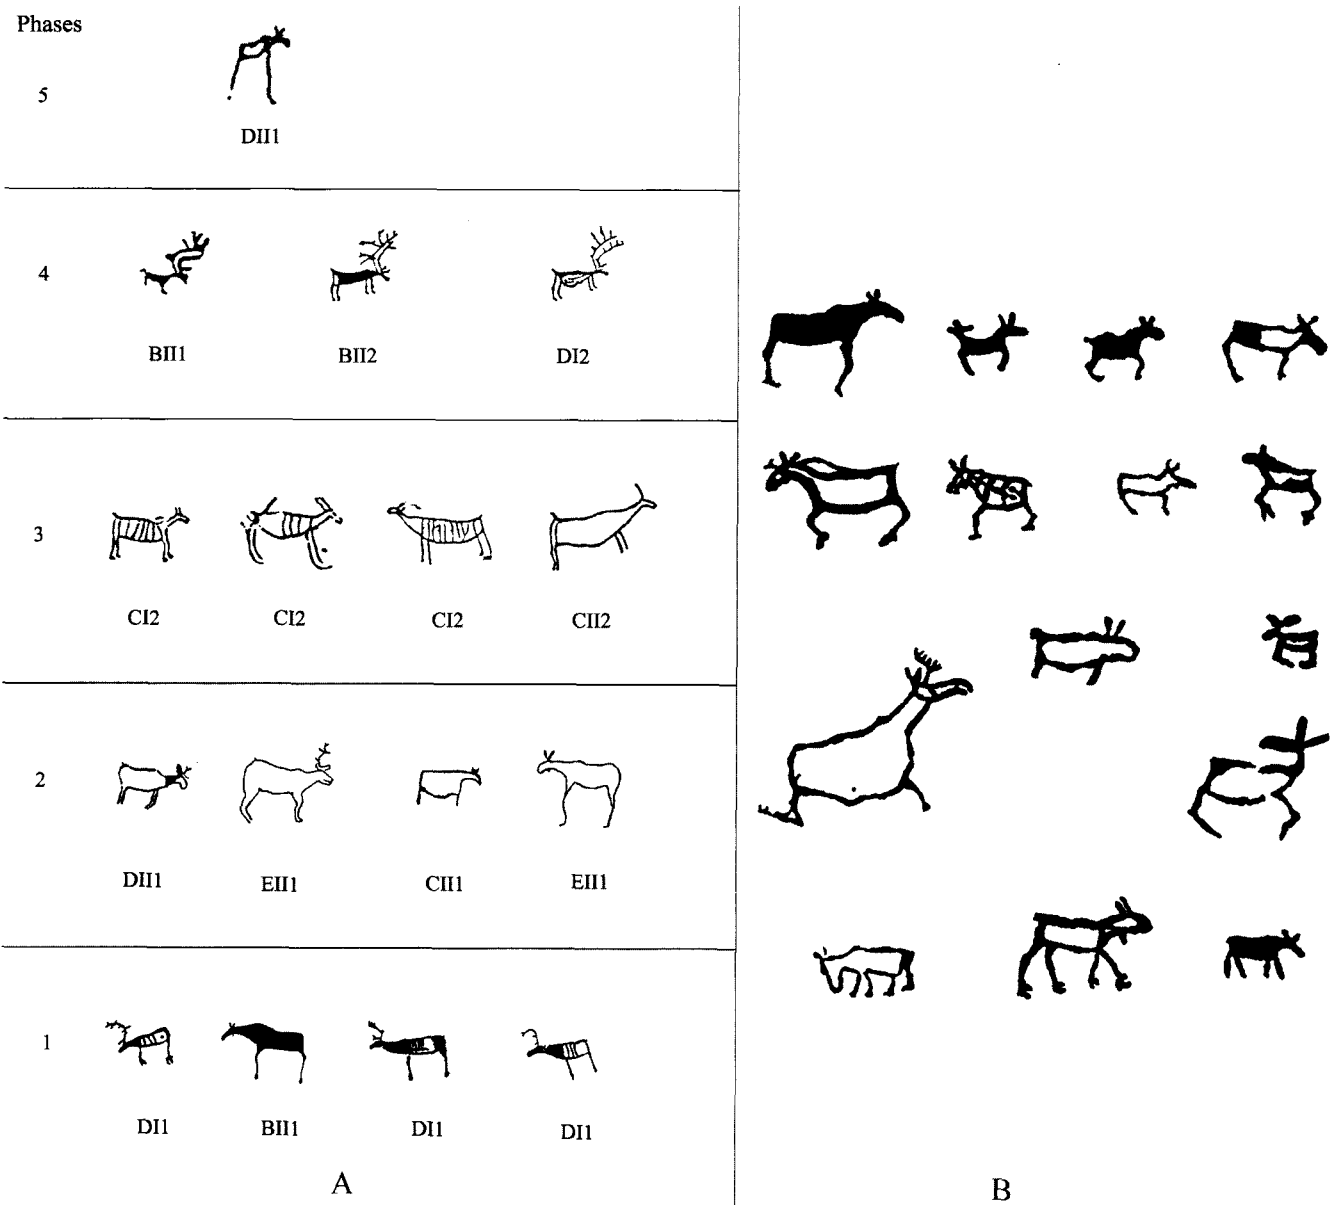 Phases
5
DII1
4
BII1 BII2 DI2
3
CI2 CI2 CI2 CII2
2
DII1 EII1 CII1 EII1
1
DI1 BII1 DI1 DI1
A B